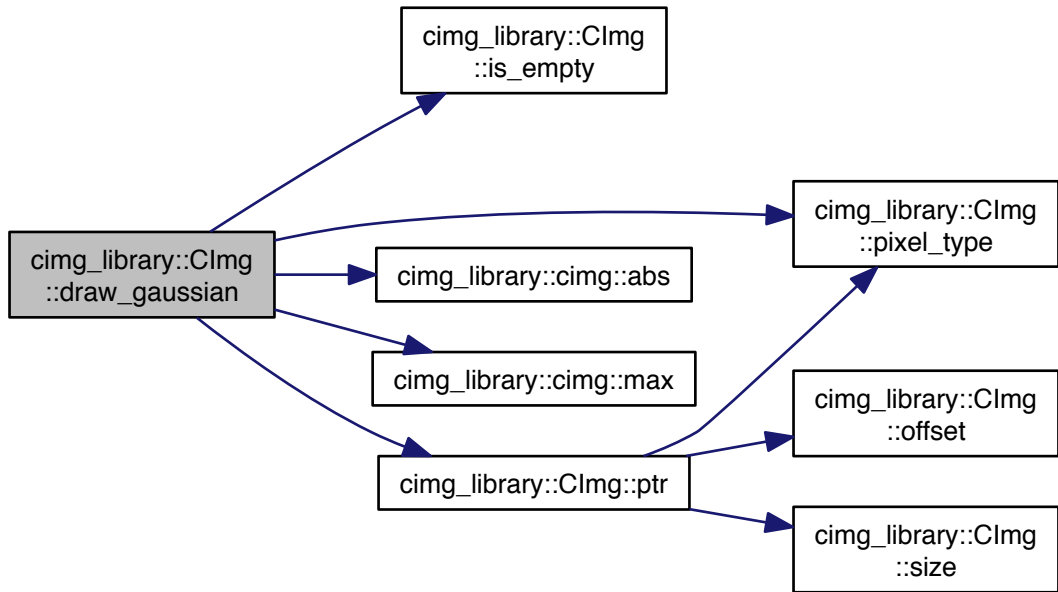 cimg_library::CImg
::is_empty
cimg_library::CImg
::pixel_type
cimg_library::CImg
::draw_gaussian
cimg_library::cimg::abs
cimg_library::cimg::max
cimg_library::CImg
::offset
cimg_library::CImg::ptr
cimg_library::CImg
::size